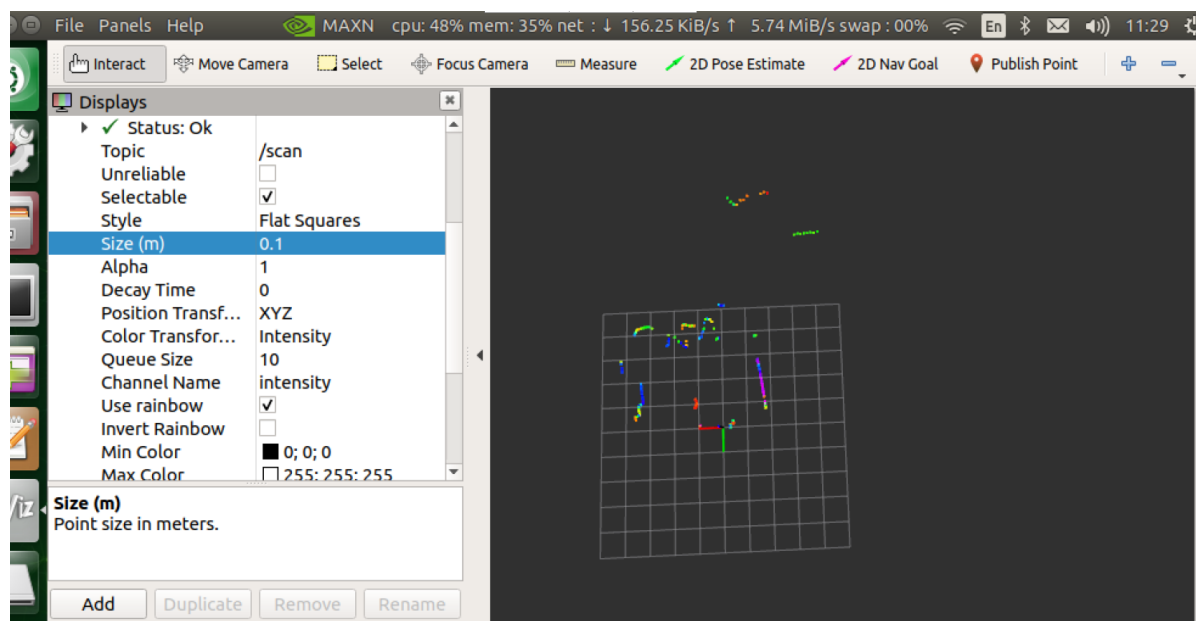 File Panels Help MAXN cpu: 48% mem: 35% net : ↓ 156.25 KiB/s ↑ 5.74 MiB/s swap : 00% En 11:29
Interact Move Camera Select Focus Camera Measure 2D Pose Estimate 2D Nav Goal Publish Point
Displays
Status: Ok
Topic /scan
Unreliable
Selectable
Style Flat Squares
Size (m) 0.1
Alpha 1
Decay Time 0
Position Transf... XYZ
Color Transfor... Intensity
Queue Size 10
Channel Name intensity
Use rainbow
Invert Rainbow
Min Color 0; 0; 0
Max Color 255; 255; 255
Size (m)
Point size in meters.
Add Duplicate Remove Rename